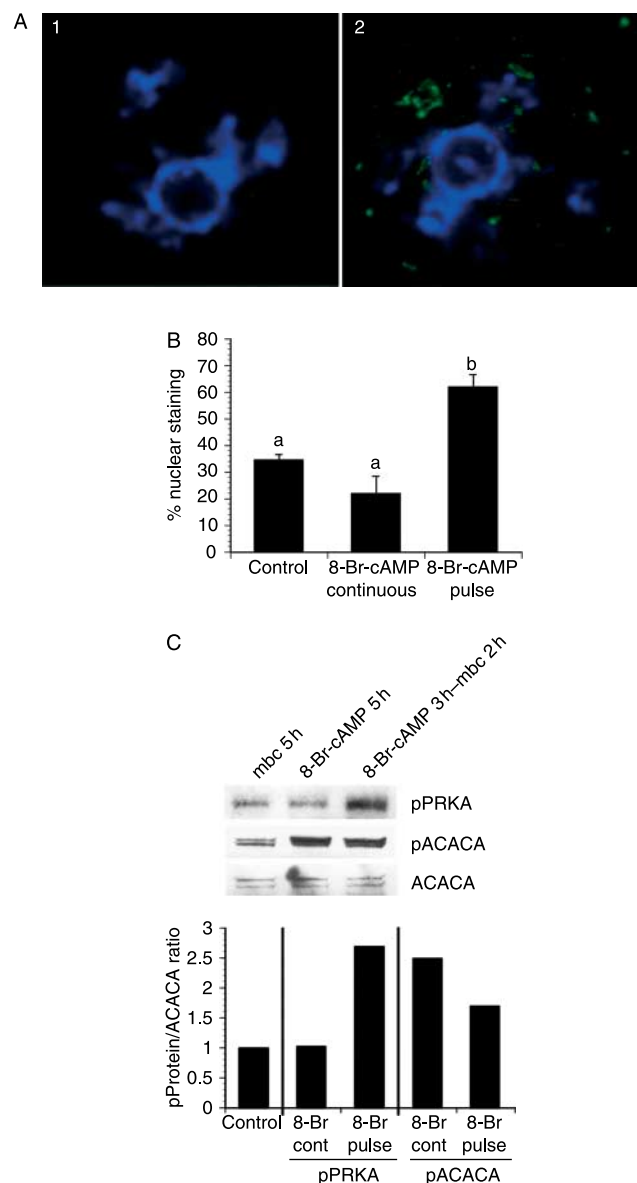 A
1
2
B
% nuclear staining
80
70
60
50
40
30
20
10
0
a
a
b
Control
8-Br-cAMP
continuous
8-Br-cAMP
pulse
C
mbc 5 h
8-Br-cAMP 5 h
8-Br-cAMP 3 h–mbc 2 h
pPRKA
pACACA
ACACA
pProtein/ACACA ratio
3
2.5
2
1.5
1
0.5
0
Control
8-Br
cont
8-Br
pulse
8-Br
cont
8-Br
pulse
pPRKA
pACACA